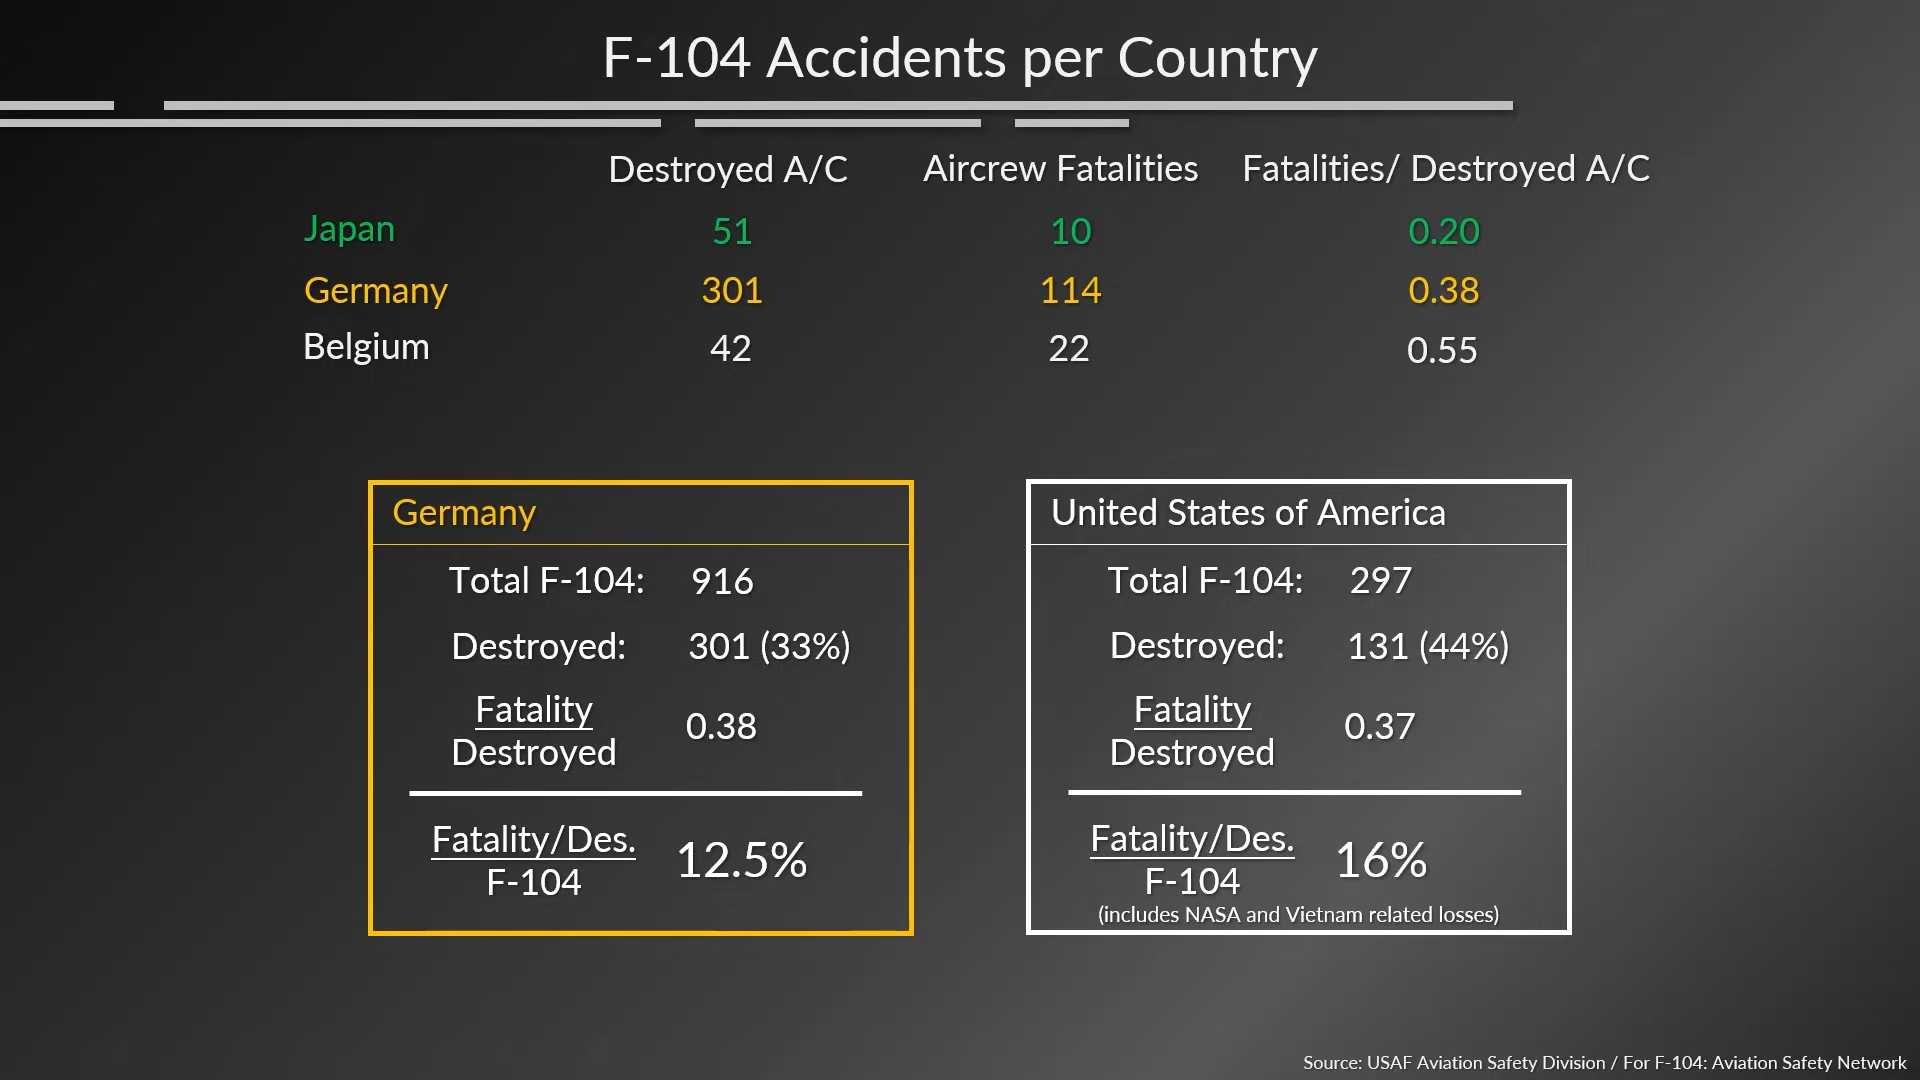 F-104 Accidents per Country
Destroyed A/C Aircrew Fatalities Fatalities/ Destroyed A/C
Japan 51 10 0.20
Germany 301 114 0.38
Belgium 42 22 0.55
Germany
Total F-104: 916
Destroyed: 301 (33%)
Fatality
Destroyed 0.38
Fatality/Des.
F-104 12.5%
United States of America
Total F-104: 297
Destroyed: 131 (44%)
Fatality
Destroyed 0.37
Fatality/Des.
F-104 16%
(includes NASA and Vietnam related losses)
Source: USAF Aviation Safety Division / For F-104: Aviation Safety Network